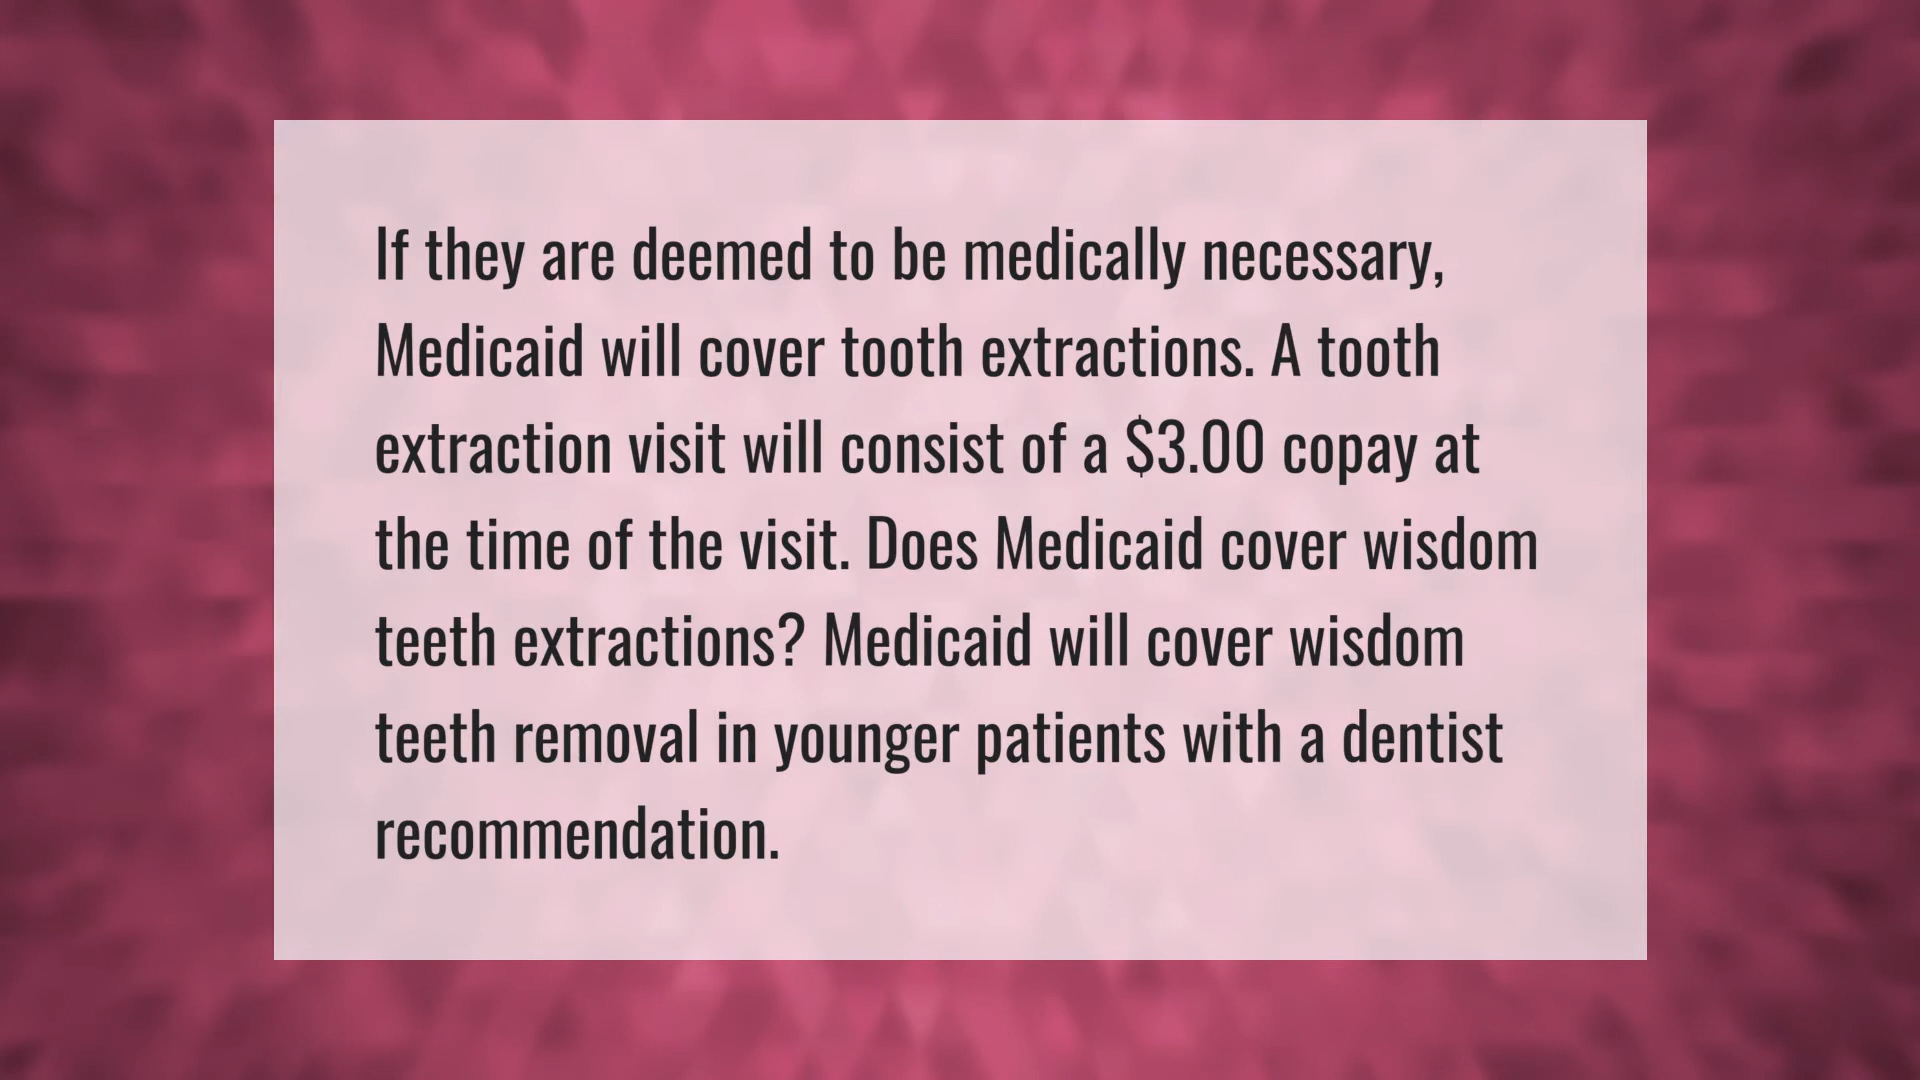 If they are deemed to be medically necessary,
Medicaid will cover tooth extractions. A tooth
extraction visit will consist of a $3.00 copay at
the time of the visit. Does Medicaid cover wisdom
teeth extractions? Medicaid will cover wisdom
teeth removal in younger patients with a dentist
recommendation.